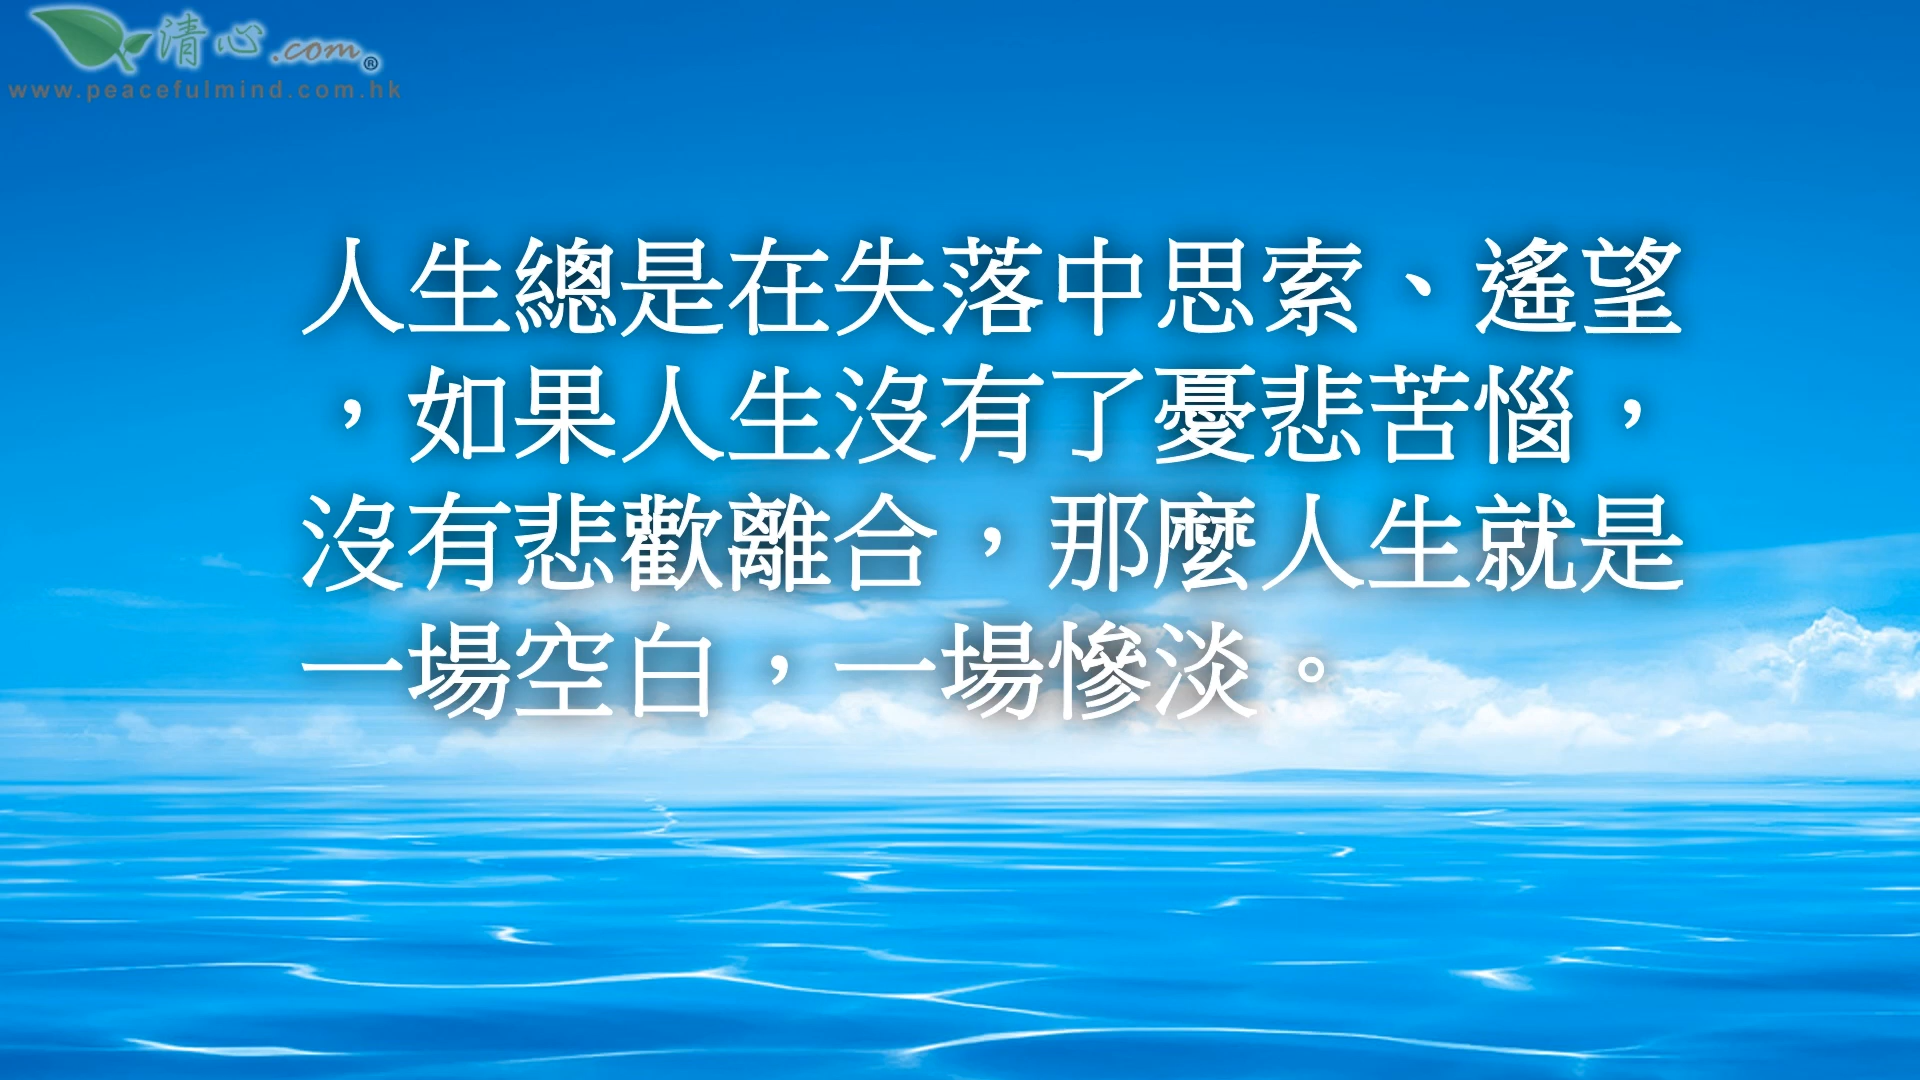 清心.com®
www.peacefulmind.com.hk
人生總是在失落中思索、遙望
，如果人生沒有了憂悲苦惱，
沒有悲歡離合，那麼人生就是
一場空白，一場慘淡。